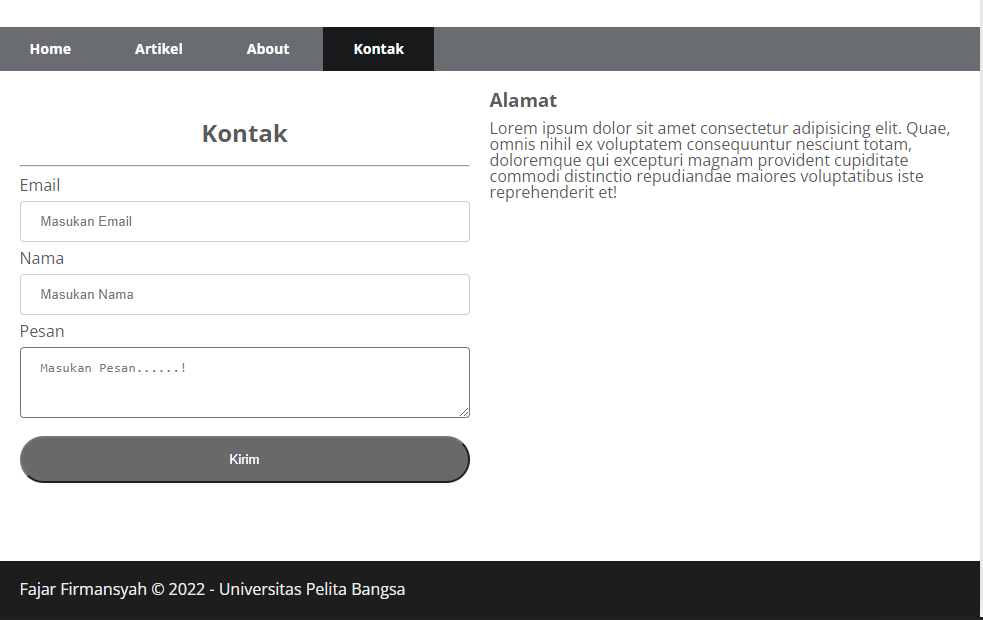 Home Artikel About Kontak
Kontak
Email
Masukan Email
Nama
Masukan Nama
Pesan
Masukan Pesan......!
Kirim
Alamat
Lorem ipsum dolor sit amet consectetur adipisicing elit. Quae,
omnis nihil ex voluptatem consequuntur nesciunt totam,
doloremque qui excepturi magnam provident cupiditate
commodi distinctio repudiandae maiores voluptatibus iste
reprehenderit et!
Fajar Firmansyah © 2022 - Universitas Pelita Bangsa